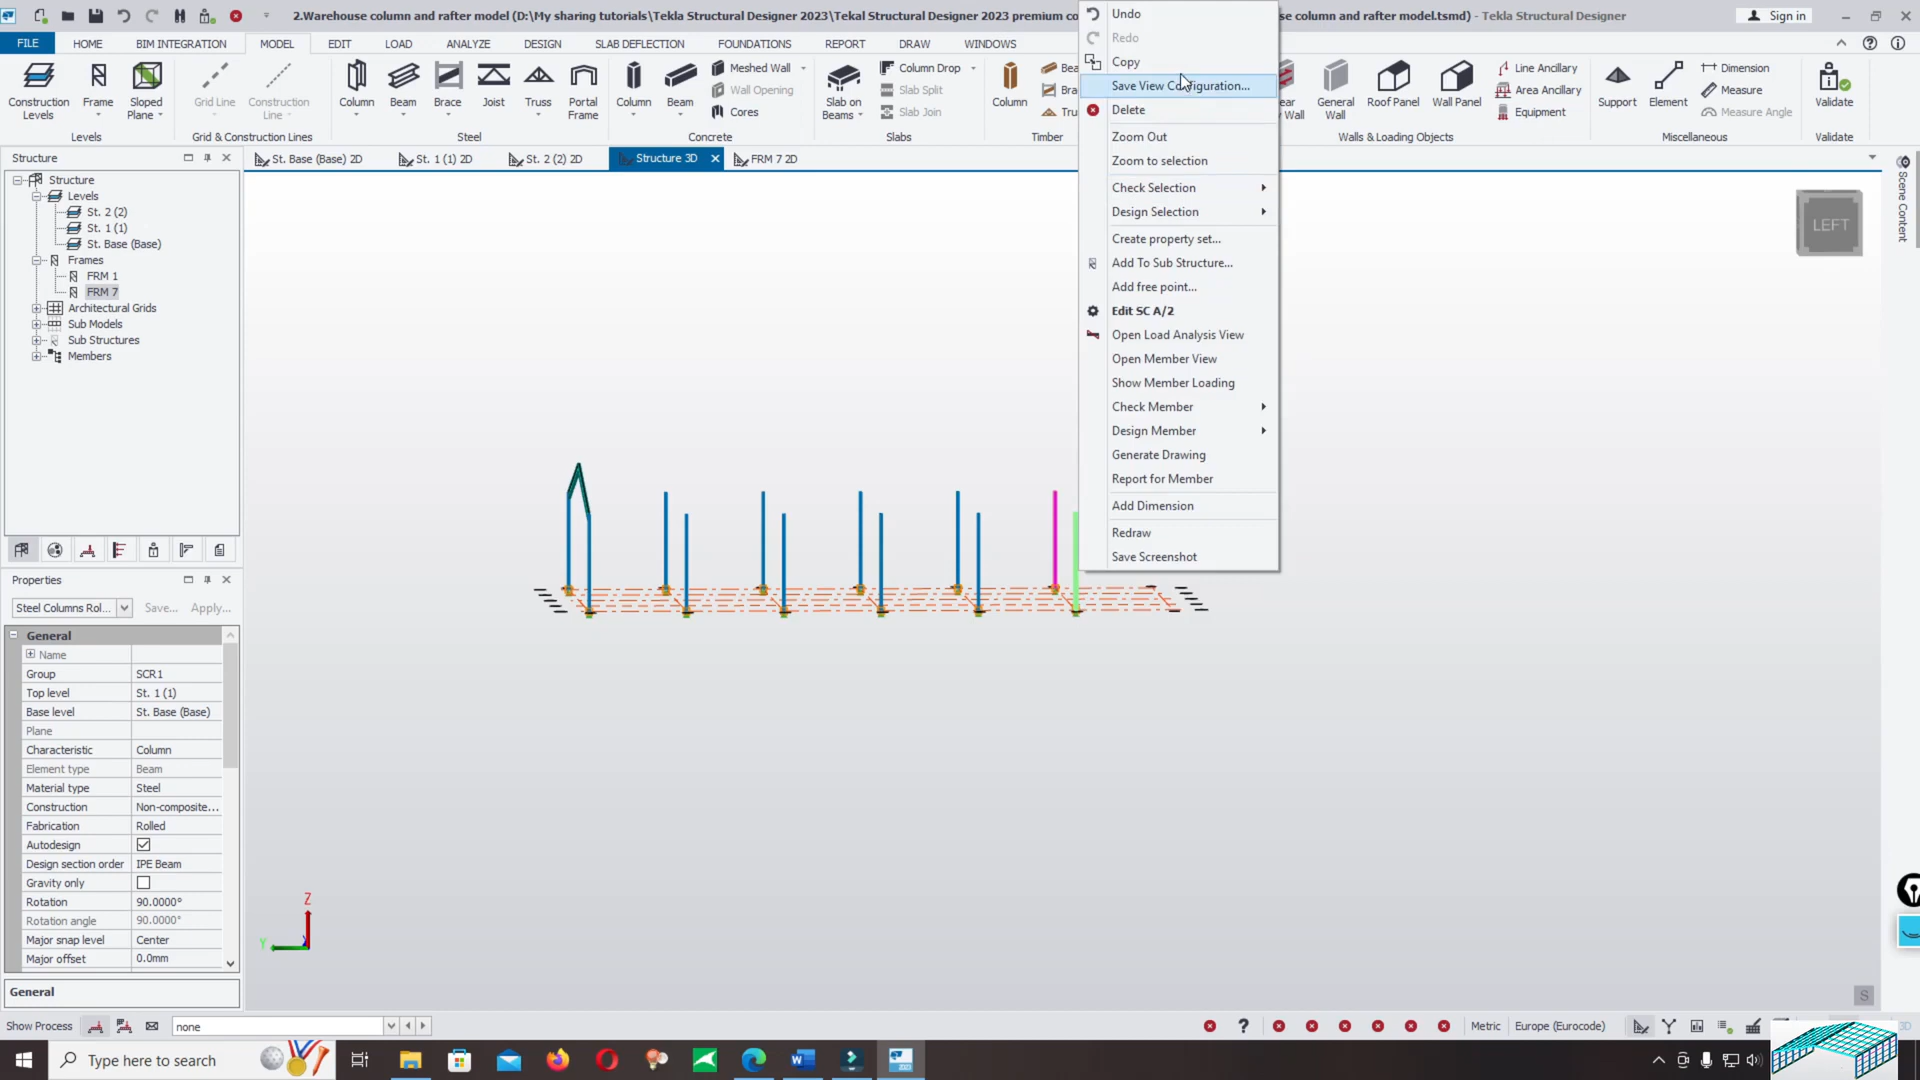 2.Warehouse column and rafter model (D:\My sharing tutorials\Tekla Structural Designer 2023\Tekal Structural Designer 2023 premium co
se column and rafter model.tsmd) - Tekla Structural Designer
Sign in
FILE
HOME
BIM INTEGRATION
MODEL
EDIT
LOAD
ANALYZE
DESIGN
SLAB DEFLECTION
FOUNDATIONS
REPORT
DRAW
WINDOWS
Construction Levels
Frame
Sloped Plane
Levels
Grid Line
Construction Line
Grid & Construction Lines
Column
Beam
Brace
Joist
Truss
Portal Frame
Steel
Column
Beam
Meshed Wall
Wall Opening
Cores
Concrete
Slab on Beams
Column Drop
Slab Split
Slab Join
Slabs
Column
Bea
Bra
Tru
Timber
ear Wall
General Wall
Roof Panel
Wall Panel
Line Ancillary
Area Ancillary
Equipment
Walls & Loading Objects
Support
Element
Dimension
Measure
Measure Angle
Miscellaneous
Validate
Validate
Undo
Redo
Copy
Save View Configuration...
Delete
Zoom Out
Zoom to selection
Check Selection
Design Selection
Create property set...
Add To Sub Structure...
Add free point...
Edit SC A/2
Open Load Analysis View
Open Member View
Show Member Loading
Check Member
Design Member
Generate Drawing
Report for Member
Add Dimension
Redraw
Save Screenshot
Structure
St. Base (Base) 2D
St. 1 (1) 2D
St. 2 (2) 2D
Structure 3D
FRM 7 2D
Scene Content
LEFT
Structure
Levels
St. 2 (2)
St. 1 (1)
St. Base (Base)
Frames
FRM 1
FRM 7
Architectural Grids
Sub Models
Sub Structures
Members
Properties
Steel Columns Rol...
Save...
Apply...
General
Name
Group SCR1
Top level St. 1 (1)
Base level St. Base (Base)
Plane
Characteristic Column
Element type Beam
Material type Steel
Construction Non-composite...
Fabrication Rolled
Autodesign
Design section order IPE Beam
Gravity only
Rotation 90.0000°
Rotation angle 90.0000°
Major snap level Center
Major offset 0.0mm
General
Z
Y
S
Show Process
none
Metric
Europe (Eurocode)
3D
Type here to search
2023